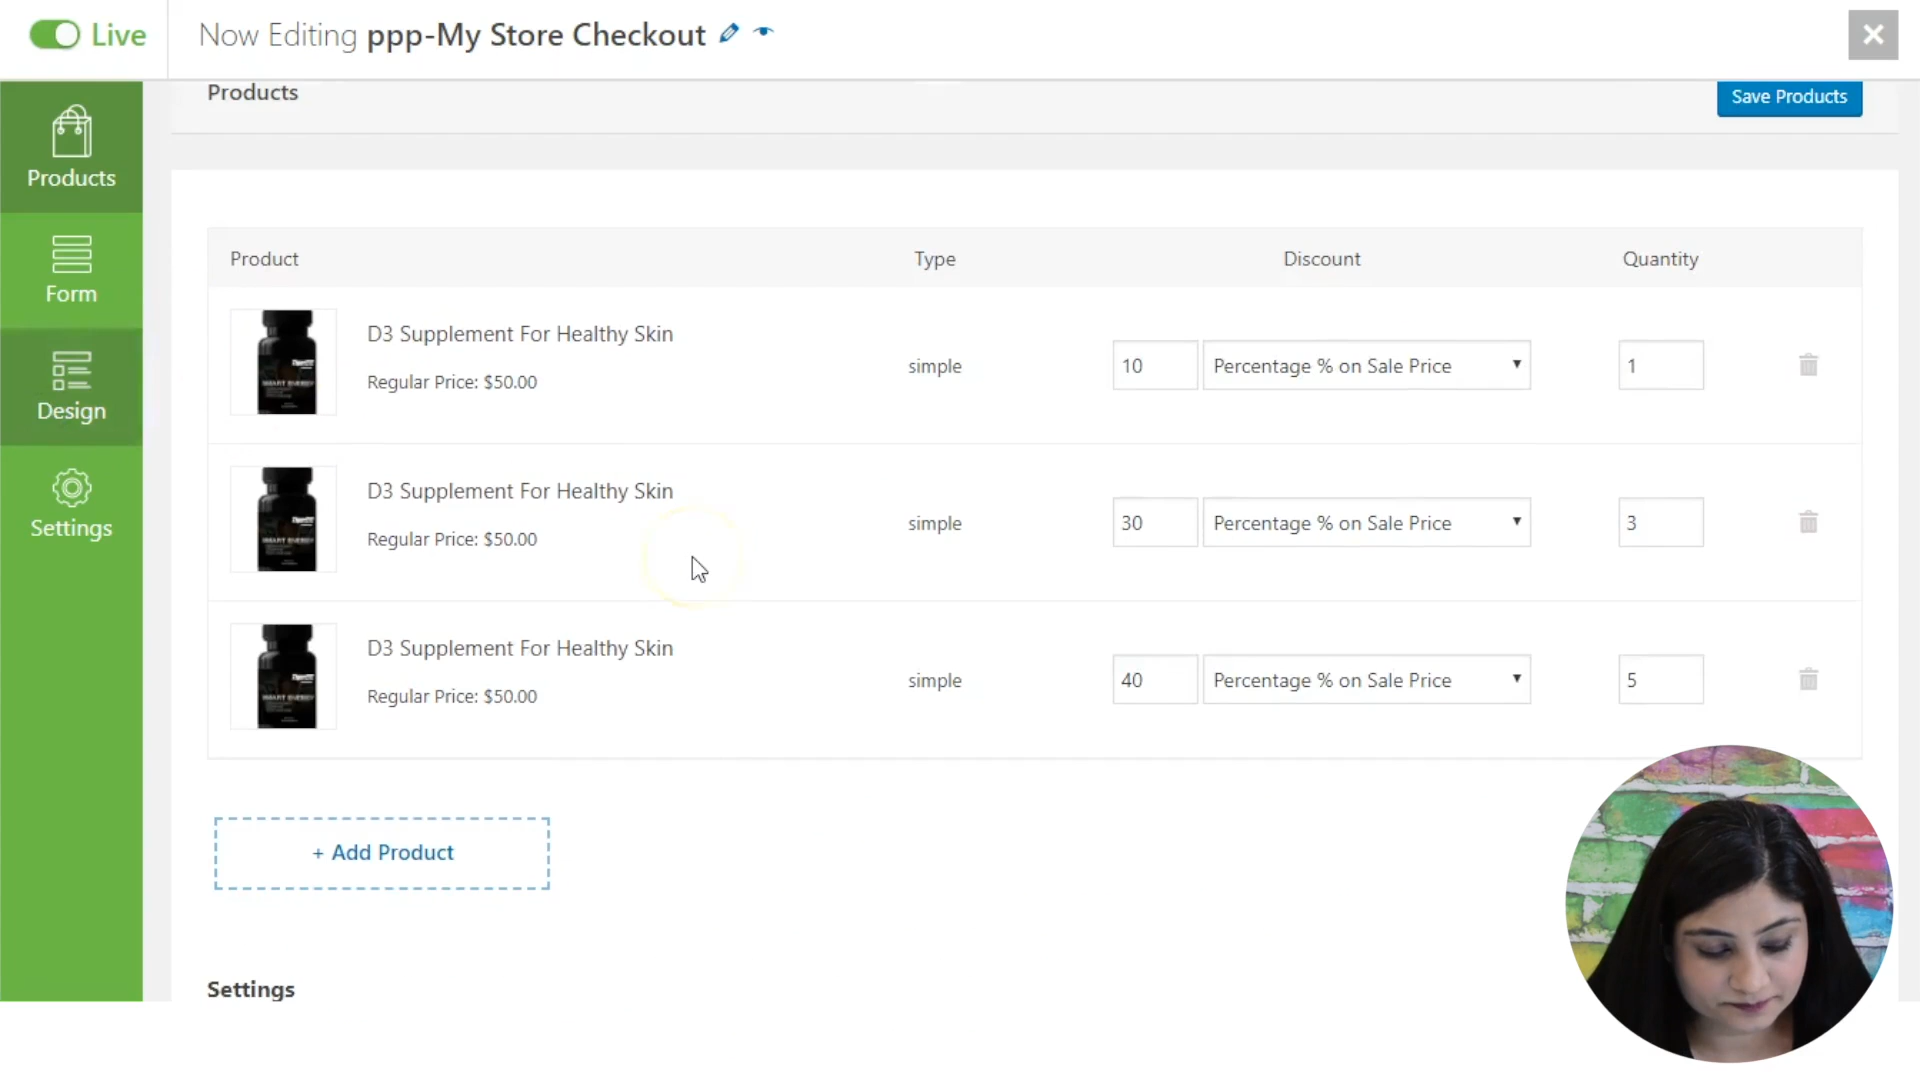 Live
Now Editing ppp-My Store Checkout
Products
Save Products
Products
Form
Design
Settings
Product Type Discount Quantity
D3 Supplement For Healthy Skin
Regular Price: $50.00
simple
10 Percentage % on Sale Price
1
D3 Supplement For Healthy Skin
Regular Price: $50.00
simple
30 Percentage % on Sale Price
3
D3 Supplement For Healthy Skin
Regular Price: $50.00
simple
40 Percentage % on Sale Price
5
+ Add Product
Settings